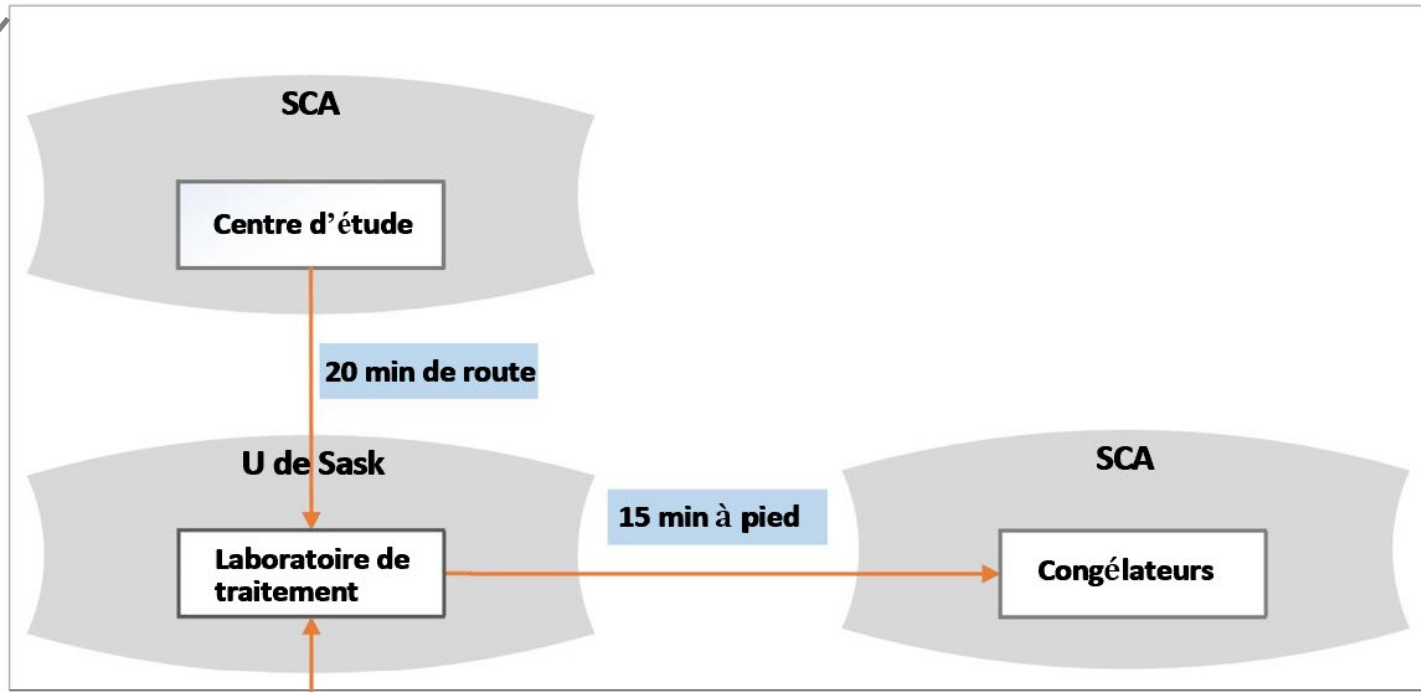 SCA
Centre d'étude
20 min de route
U de Sask
Laboratoire de
traitement
15 min à pied
SCA
Congélateurs